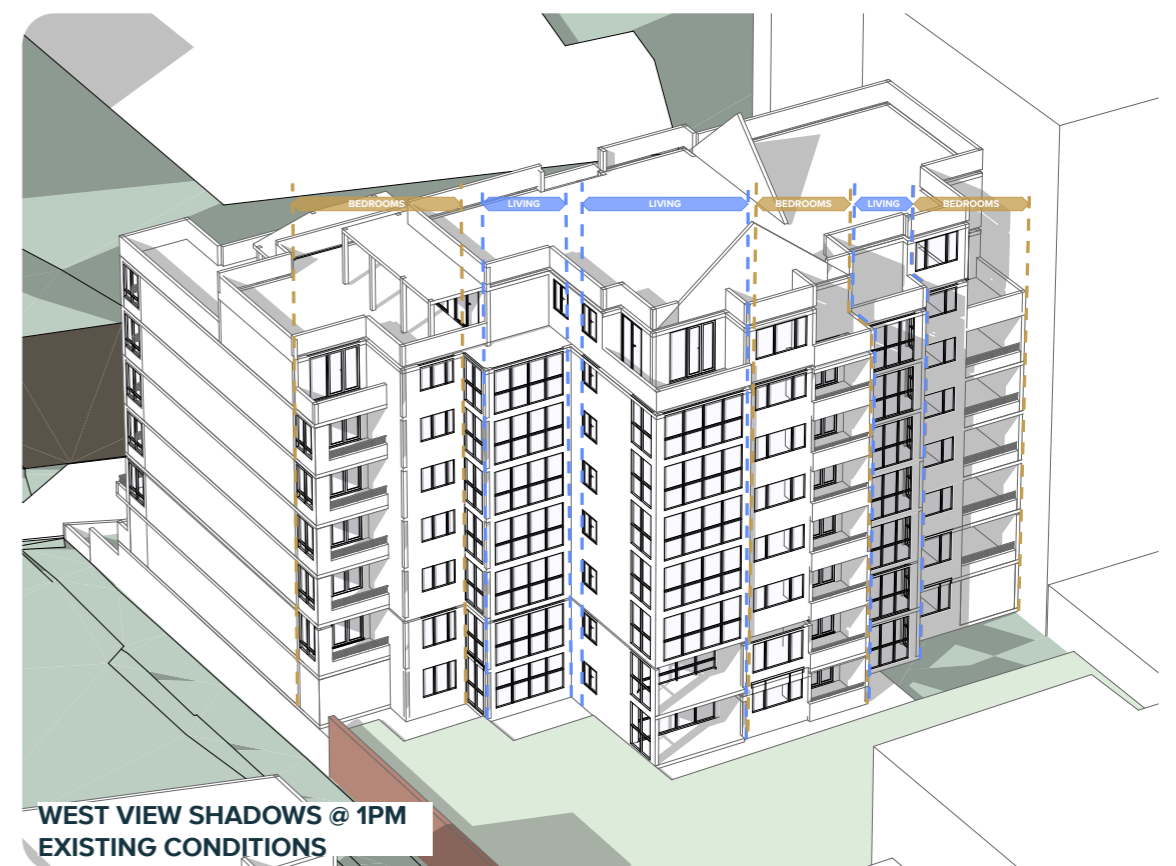 BEDROOMS
LIVING
LIVING
BEDROOMS
LIVING
BEDROOMS
WEST VIEW SHADOWS @ 1PM
EXISTING CONDITIONS